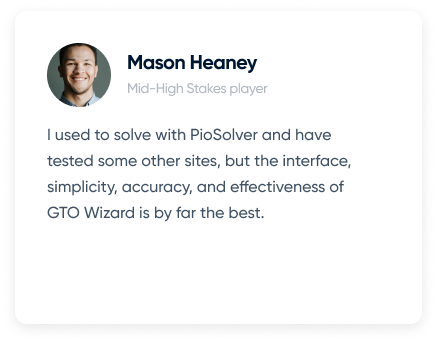 Mason Heaney
Mid-High Stakes player
I used to solve with PioSolver and have
tested some other sites, but the interface,
simplicity, accuracy, and effectiveness of
GTO Wizard is by far the best.